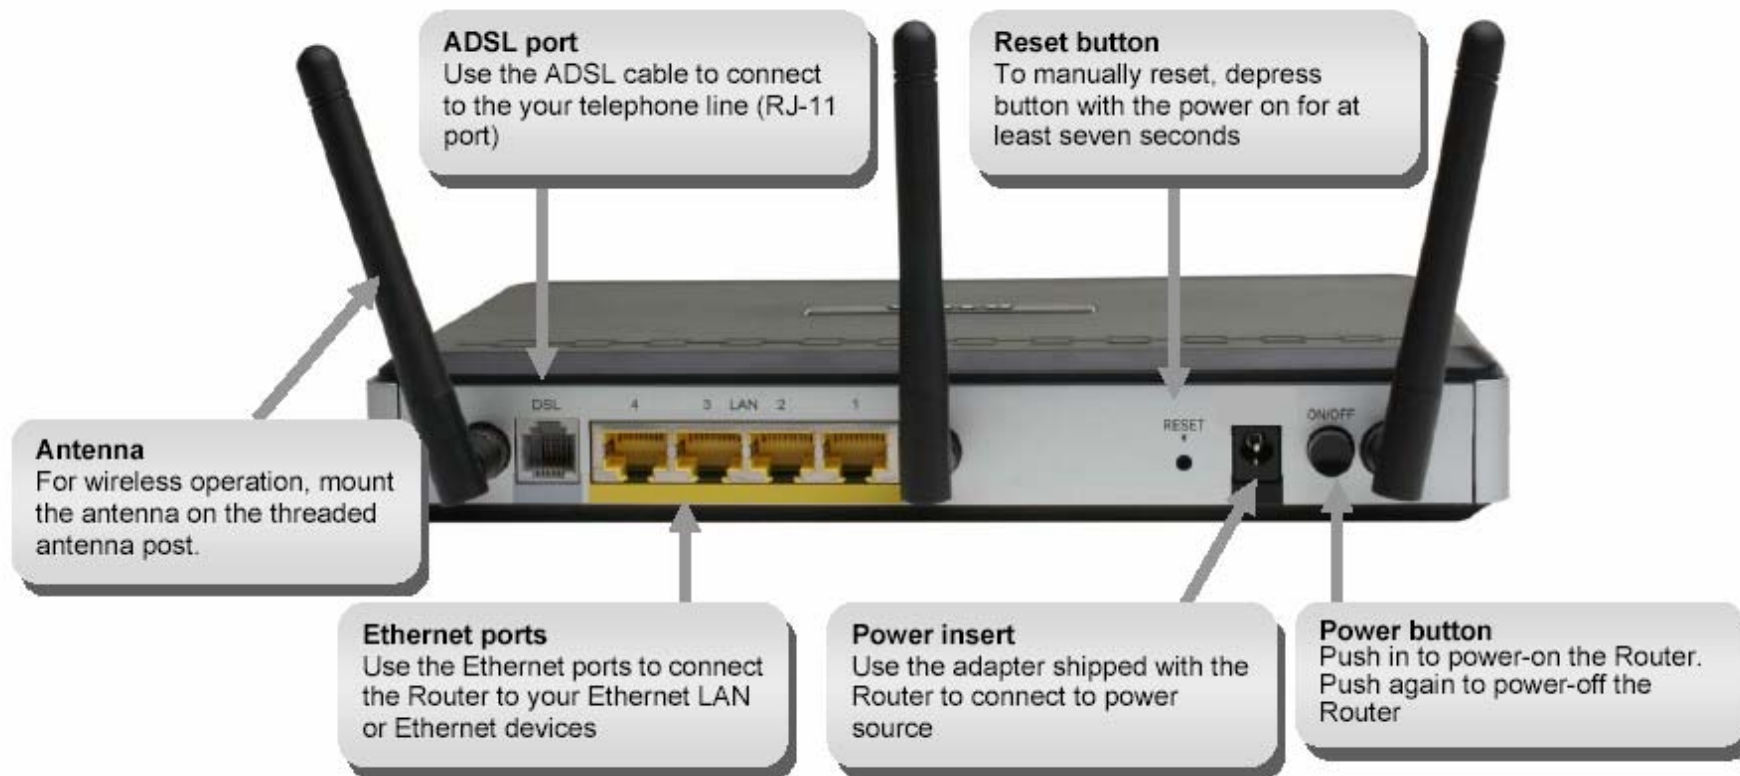 ADSL port
Use the ADSL cable to connect
to the your telephone line (RJ-11
port)
Reset button
To manually reset, depress
button with the power on for at
least seven seconds
DSL
4 3 LAN 2 1
RESET
ON/OFF
Antenna
For wireless operation, mount
the antenna on the threaded
antenna post.
Ethernet ports
Use the Ethernet ports to connect
the Router to your Ethernet LAN
or Ethernet devices
Power insert
Use the adapter shipped with the
Router to connect to power
source
Power button
Push in to power-on the Router.
Push again to power-off the
Router